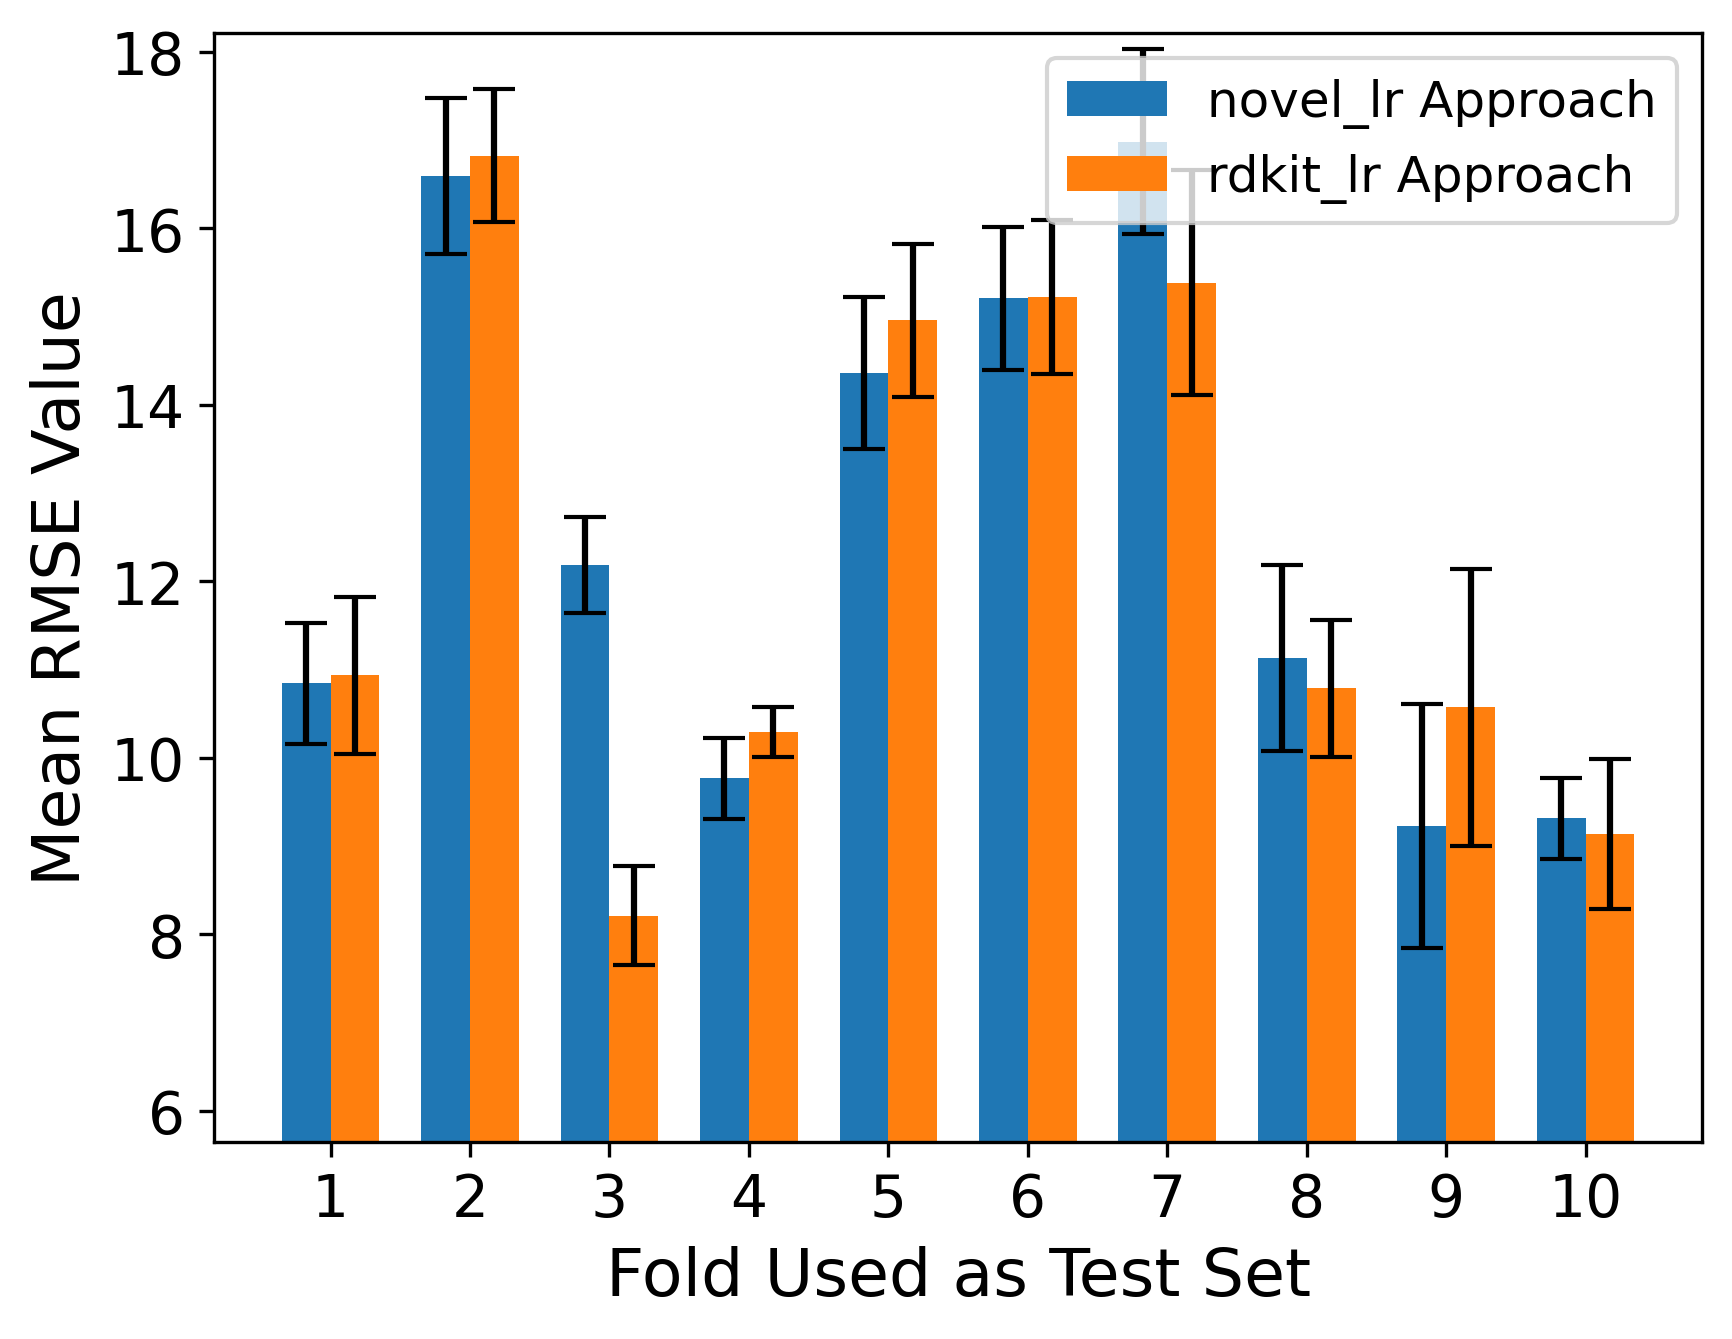 18
16
14
12
10
8
6
Mean RMSE Value
novel_lr Approach
rdkit_lr Approach
1 2 3 4 5 6 7 8 9 10
Fold Used as Test Set